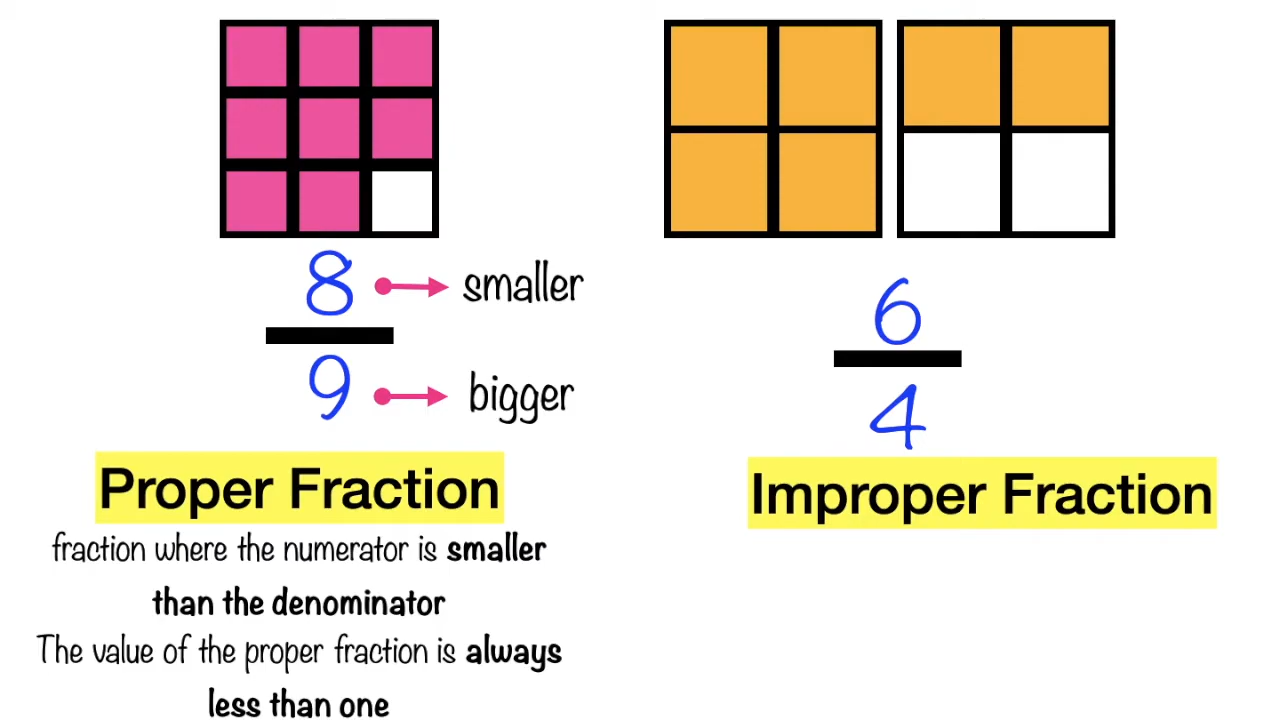 8 smaller
9 bigger
Proper Fraction
fraction where the numerator is smaller
than the denominator
The value of the proper fraction is always
less than one
6
4
Improper Fraction